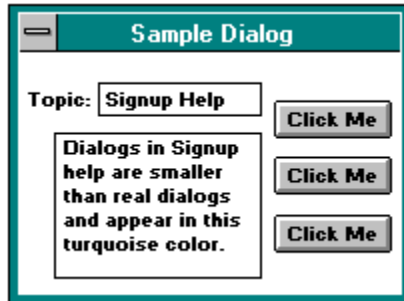 Sample Dialog
Topic: Signup Help
Click Me
Dialogs in Signup
help are smaller
than real dialogs
and appear in this
turquoise color.
Click Me
Click Me